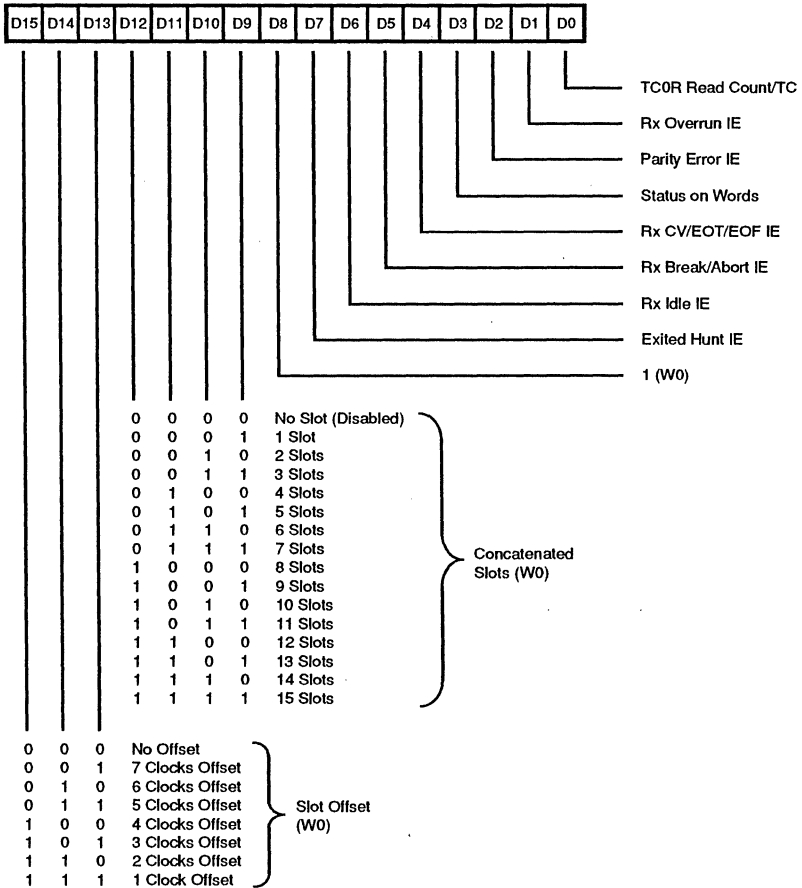 D15 D14 D13 D12 D11 D10 D9 D8 D7 D6 D5 D4 D3 D2 D1 D0
TC0R Read Count/TC
Rx Overrun IE
Parity Error IE
Status on Words
Rx CV/EOT/EOF IE
Rx Break/Abort IE
Rx Idle IE
Exited Hunt IE
1 (W0)
0 0 0 0 No Slot (Disabled)
0 0 0 1 1 Slot
0 0 1 0 2 Slots
0 0 1 1 3 Slots
0 1 0 0 4 Slots
0 1 0 1 5 Slots
0 1 1 0 6 Slots
0 1 1 1 7 Slots
1 0 0 0 8 Slots
1 0 0 1 9 Slots
1 0 1 0 10 Slots
1 0 1 1 11 Slots
1 1 0 0 12 Slots
1 1 0 1 13 Slots
1 1 1 0 14 Slots
1 1 1 1 15 Slots
Concatenated
Slots (W0)
0 0 0 No Offset
0 0 1 7 Clocks Offset
0 1 0 6 Clocks Offset
0 1 1 5 Clocks Offset
1 0 0 4 Clocks Offset
1 0 1 3 Clocks Offset
1 1 0 2 Clocks Offset
1 1 1 1 Clock Offset
Slot Offset
(W0)